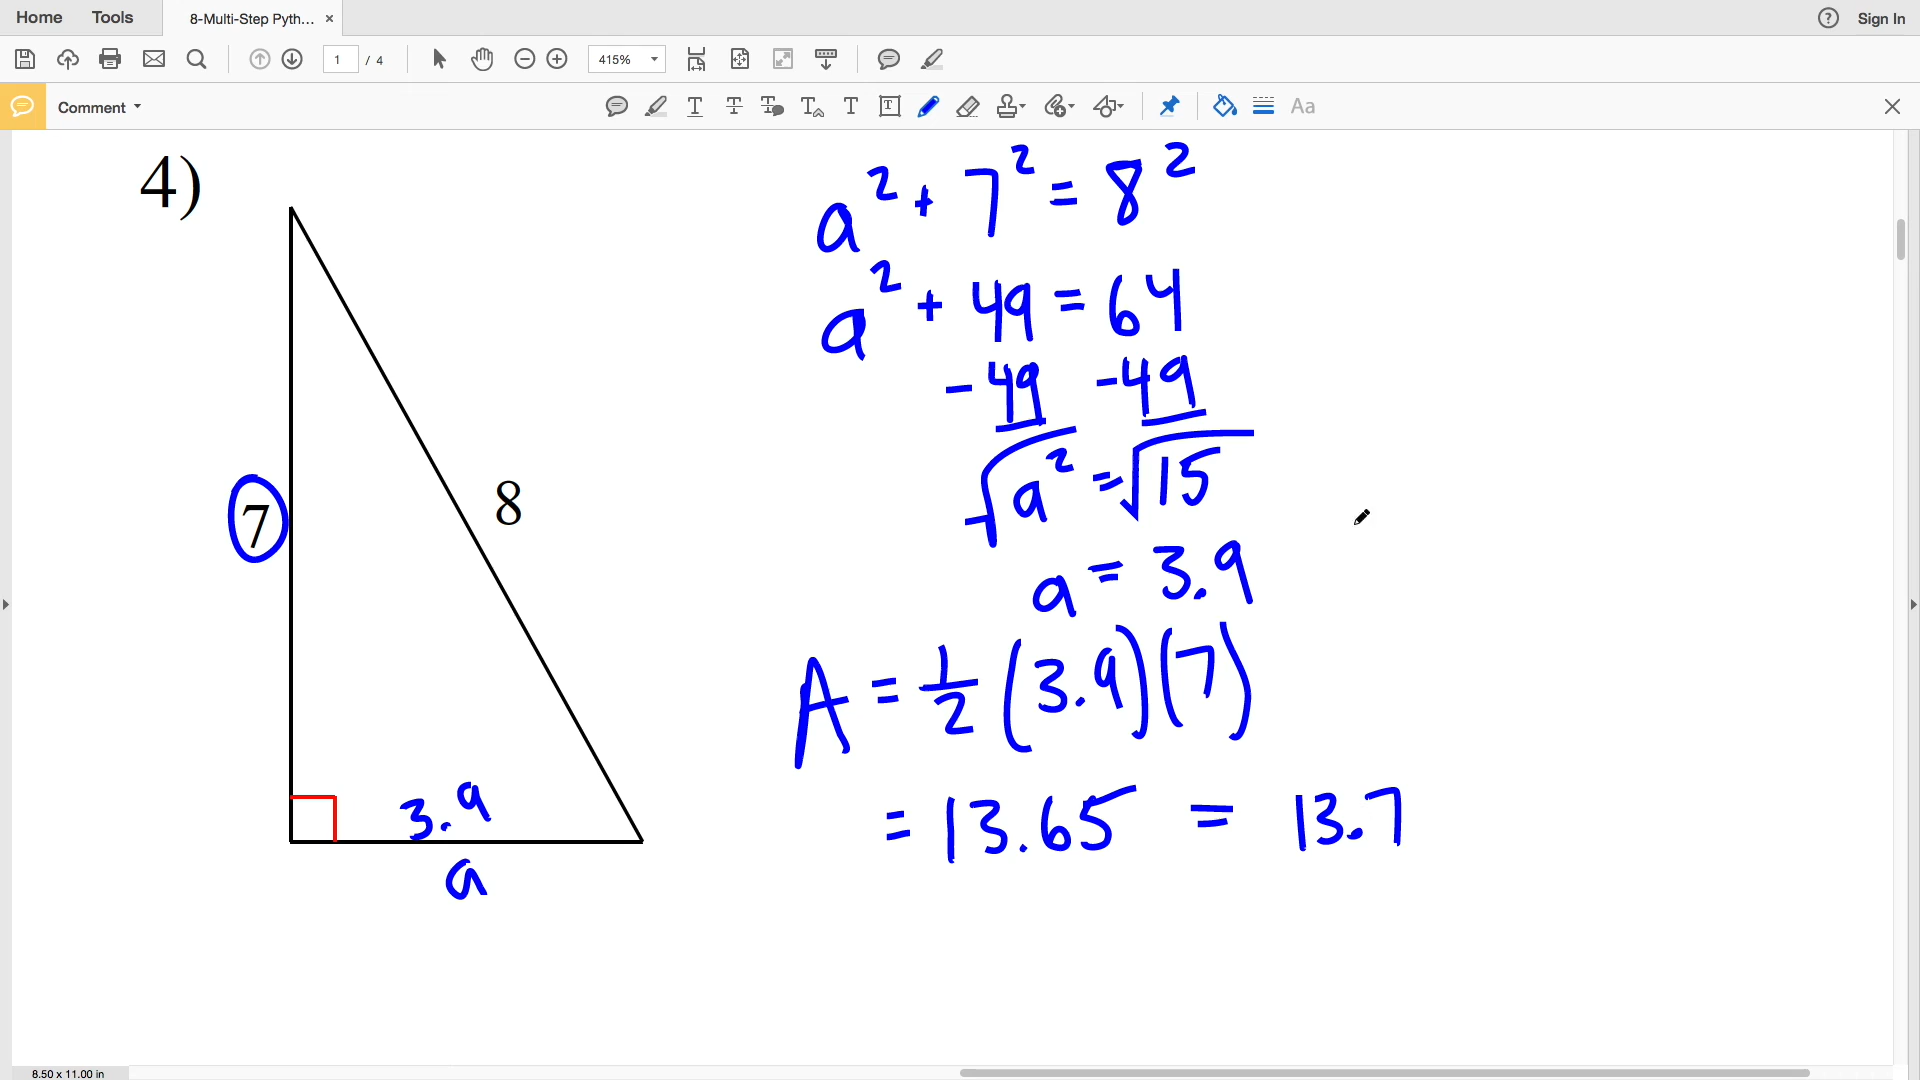 Home Tools 8-Multi-Step Pyth... × ? Sign In
1 / 4 415%
Comment T T T T T T Aa
4)
7
8
3.9
a
a² + 7² = 8²
a² + 49 = 64
-49 -49
√a² = √15
a = 3.9
A = 1/2 (3.9)(7)
= 13.65 = 13.7
8.50 x 11.00 in